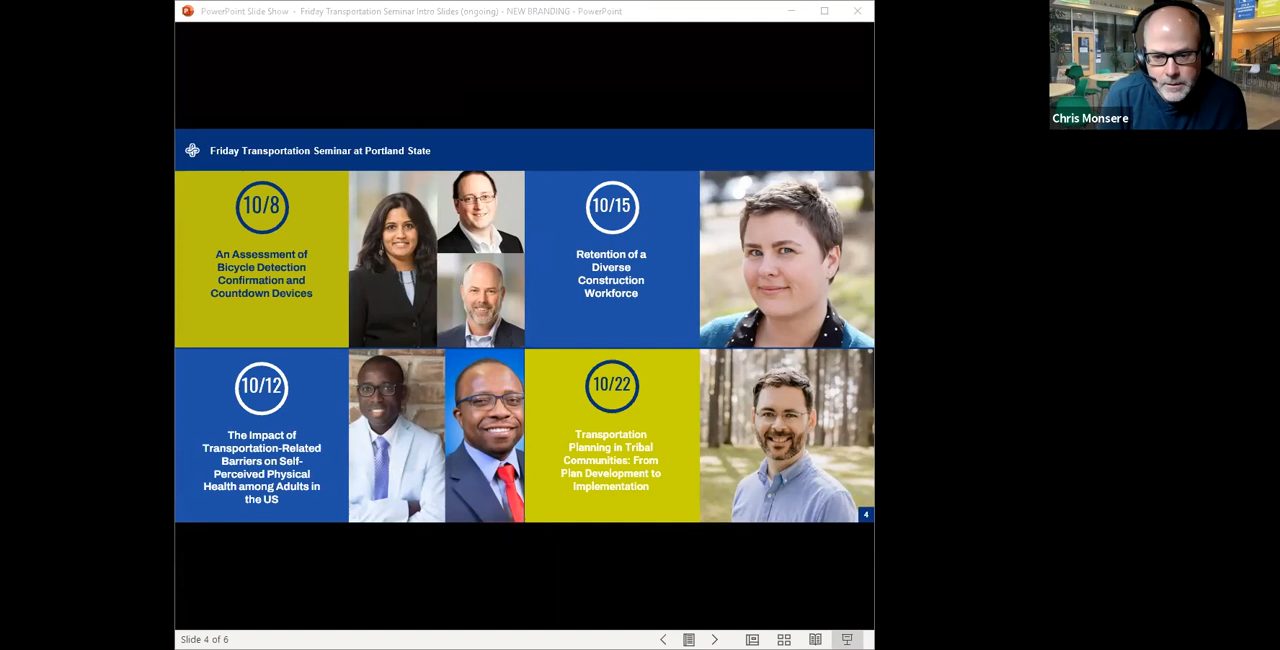 PowerPoint Slide Show - Friday Transportation Seminar Intro Slides (ongoing) - NEW BRANDING - PowerPoint
Chris Monsere
Friday Transportation Seminar at Portland State
10/8
An Assessment of
Bicycle Detection
Confirmation and
Countdown Devices
10/15
Retention of a
Diverse
Construction
Workforce
10/12
The Impact of
Transportation-Related
Barriers on Self-
Perceived Physical
Health among Adults in
the US
10/22
Transportation
Planning in Tribal
Communities: From
Plan Development to
Implementation
4
Slide 4 of 6